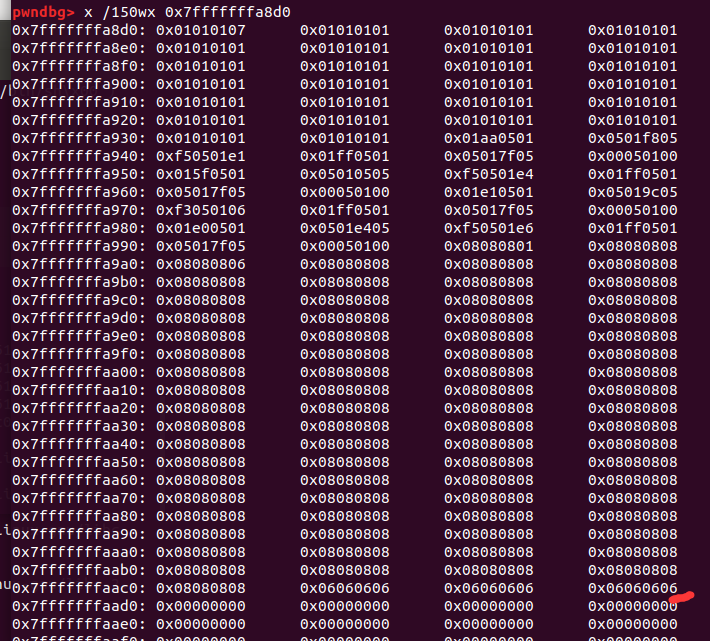 pwndbg> x /150wx 0x7fffffffa8d0
0x7fffffffa8d0: 0x01010107 0x01010101 0x01010101 0x01010101
0x7fffffffa8e0: 0x01010101 0x01010101 0x01010101 0x01010101
0x7fffffffa8f0: 0x01010101 0x01010101 0x01010101 0x01010101
0x7fffffffa900: 0x01010101 0x01010101 0x01010101 0x01010101
0x7fffffffa910: 0x01010101 0x01010101 0x01010101 0x01010101
0x7fffffffa920: 0x01010101 0x01010101 0x01010101 0x01010101
0x7fffffffa930: 0x01010101 0x01010101 0x01aa0501 0x0501f805
0x7fffffffa940: 0xf50501e1 0x01ff0501 0x05017f05 0x00050100
0x7fffffffa950: 0x015f0501 0x05010505 0xf50501e4 0x01ff0501
0x7fffffffa960: 0x05017f05 0x00050100 0x01e10501 0x05019c05
0x7fffffffa970: 0xf3050106 0x01ff0501 0x05017f05 0x00050100
0x7fffffffa980: 0x01e00501 0x0501e405 0xf50501e6 0x01ff0501
0x7fffffffa990: 0x05017f05 0x00050100 0x08080801 0x08080808
0x7fffffffa9a0: 0x08080806 0x08080808 0x08080808 0x08080808
0x7fffffffa9b0: 0x08080808 0x08080808 0x08080808 0x08080808
0x7fffffffa9c0: 0x08080808 0x08080808 0x08080808 0x08080808
0x7fffffffa9d0: 0x08080808 0x08080808 0x08080808 0x08080808
0x7fffffffa9e0: 0x08080808 0x08080808 0x08080808 0x08080808
0x7fffffffa9f0: 0x08080808 0x08080808 0x08080808 0x08080808
0x7fffffffaa00: 0x08080808 0x08080808 0x08080808 0x08080808
0x7fffffffaa10: 0x08080808 0x08080808 0x08080808 0x08080808
0x7fffffffaa20: 0x08080808 0x08080808 0x08080808 0x08080808
0x7fffffffaa30: 0x08080808 0x08080808 0x08080808 0x08080808
0x7fffffffaa40: 0x08080808 0x08080808 0x08080808 0x08080808
0x7fffffffaa50: 0x08080808 0x08080808 0x08080808 0x08080808
0x7fffffffaa60: 0x08080808 0x08080808 0x08080808 0x08080808
0x7fffffffaa70: 0x08080808 0x08080808 0x08080808 0x08080808
0x7fffffffaa80: 0x08080808 0x08080808 0x08080808 0x08080808
0x7fffffffaa90: 0x08080808 0x08080808 0x08080808 0x08080808
0x7fffffffaaa0: 0x08080808 0x08080808 0x08080808 0x08080808
0x7fffffffaab0: 0x08080808 0x08080808 0x08080808 0x08080808
0x7fffffffaac0: 0x08080808 0x06060606 0x06060606 0x06060606
0x7fffffffaad0: 0x00000000 0x00000000 0x00000000 0x00000000
0x7fffffffaae0: 0x00000000 0x00000000 0x00000000 0x00000000